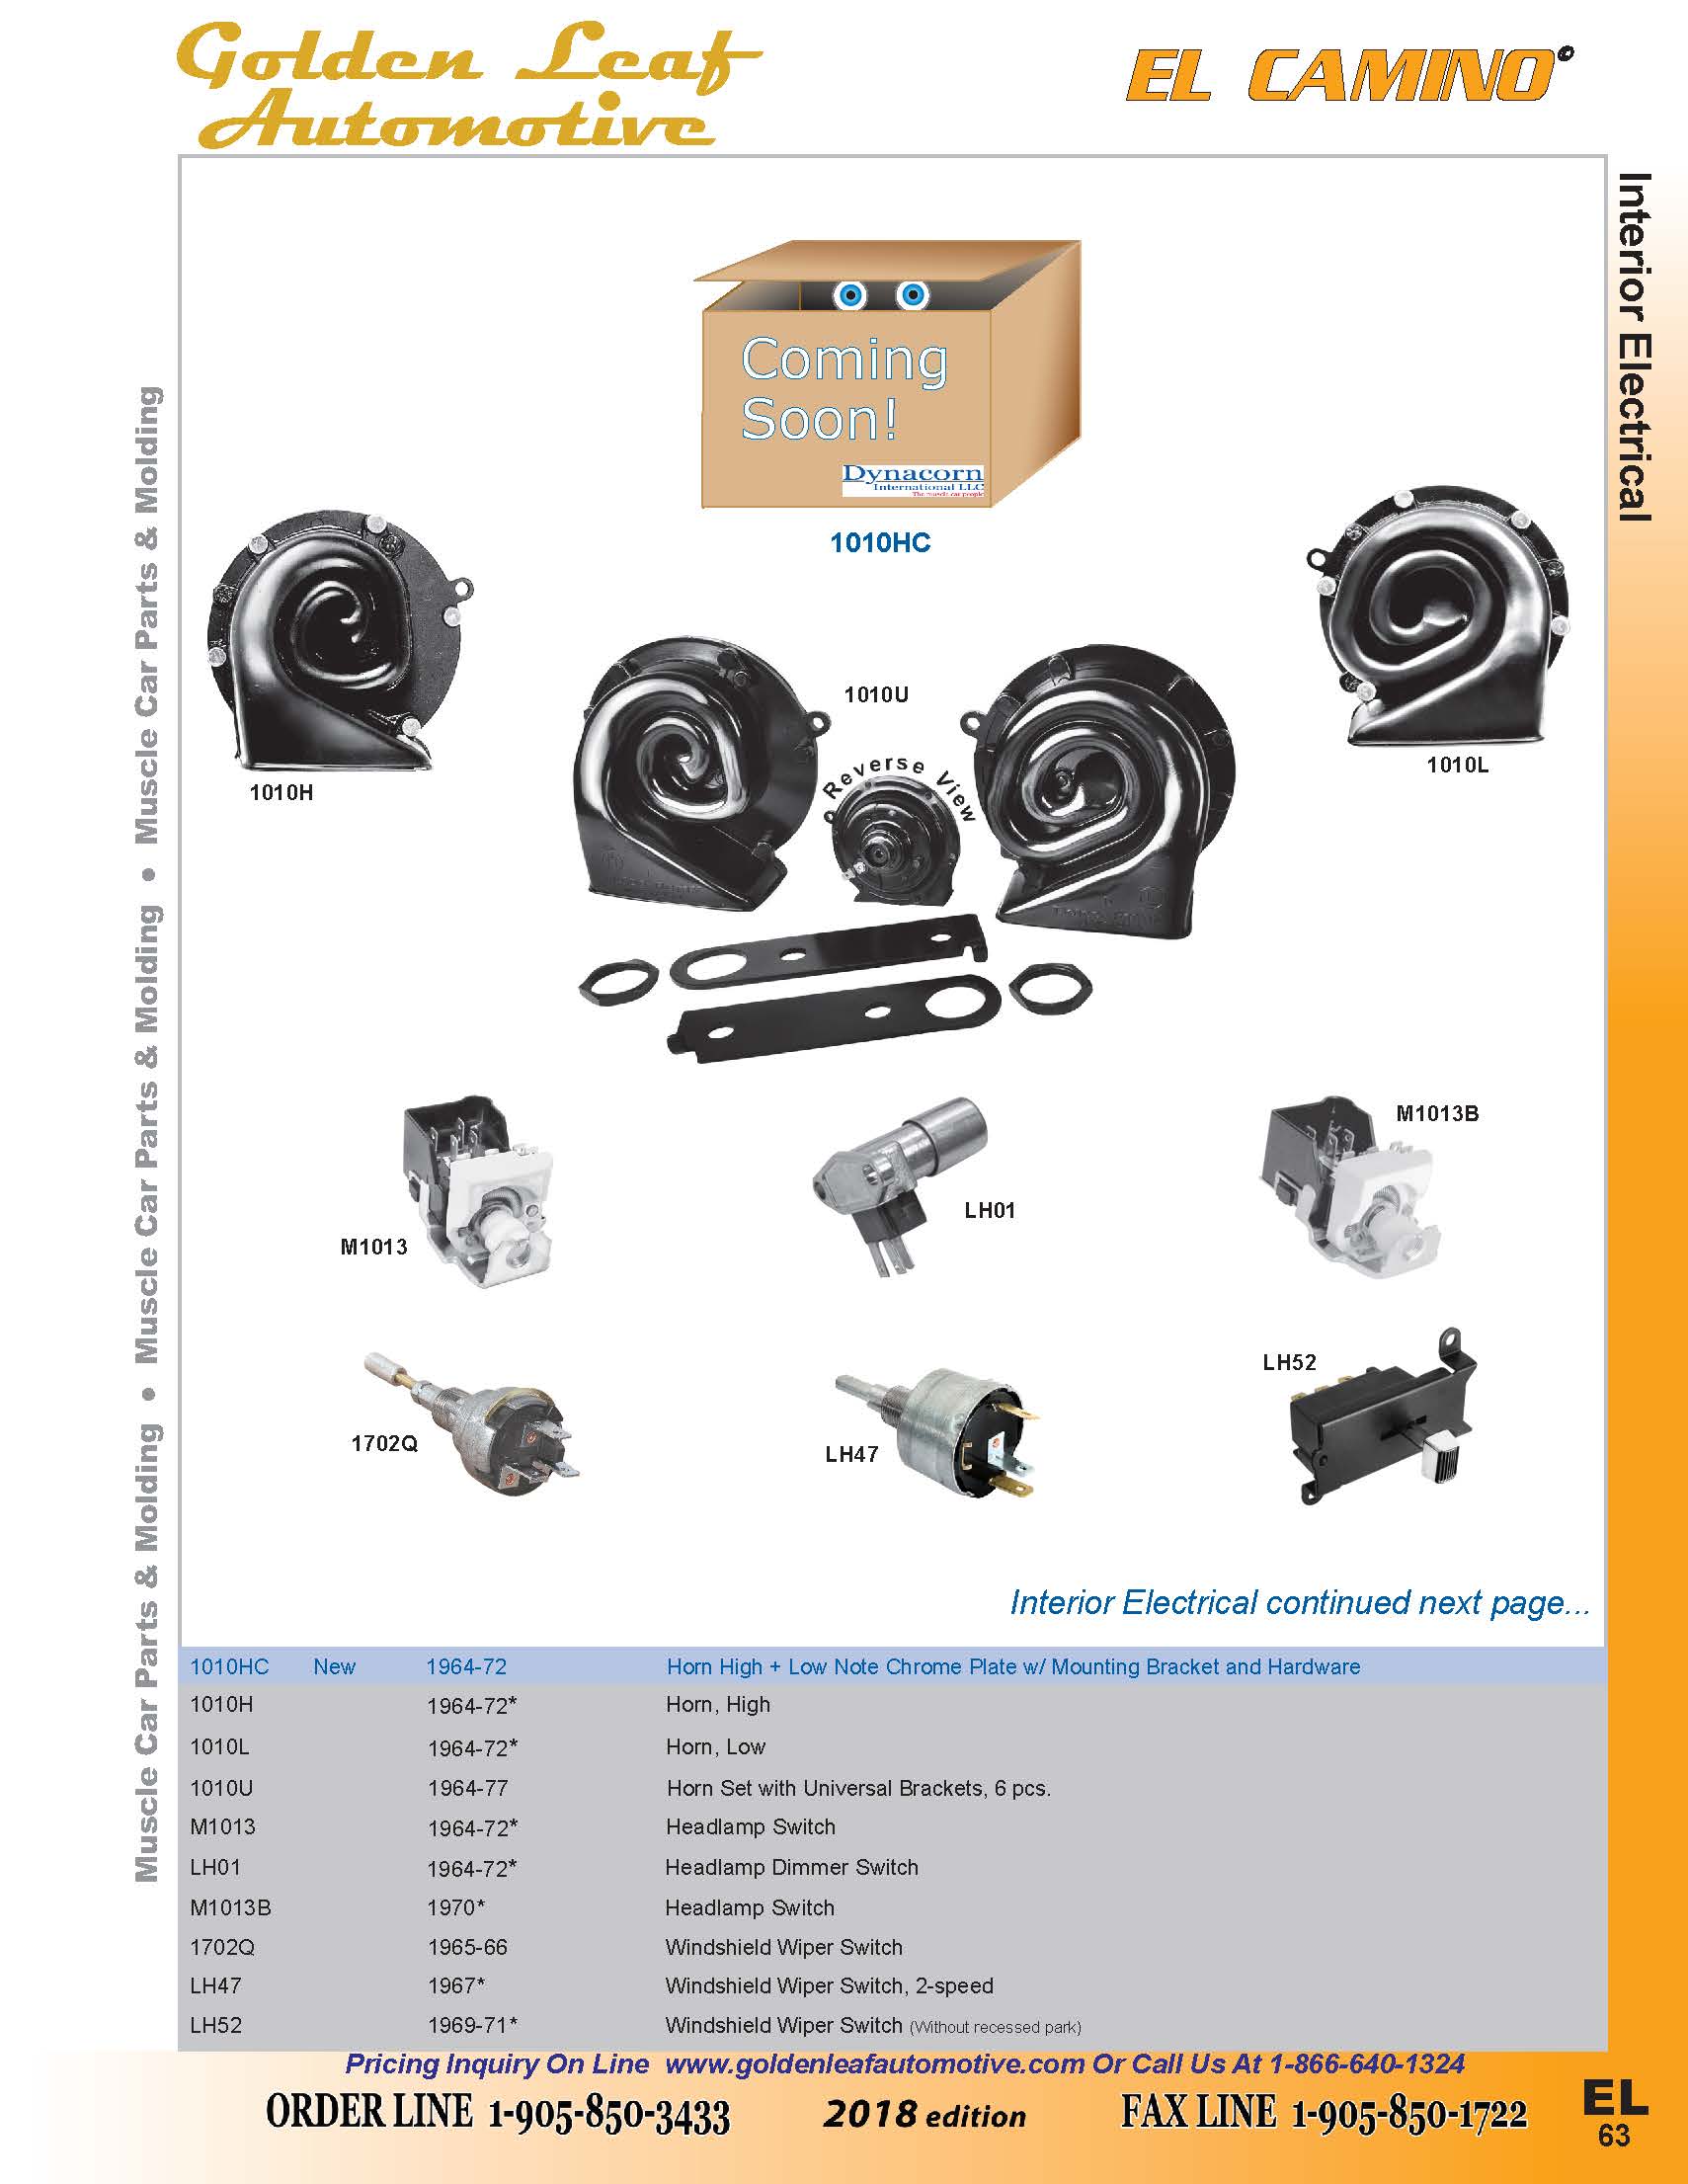 Golden Leaf
Automotive
EL CAMINO
Interior Electrical
Muscle Car Parts & Molding • Muscle Car Parts & Molding • Muscle Car Parts & Molding
Coming
Soon!
Dynacorn
International LLC
The muscle car people
1010HC
1010H
1010U
Reverse View
1010L
M1013
LH01
M1013B
1702Q
LH47
LH52
Interior Electrical continued next page...
1010HC New 1964-72 Horn High + Low Note Chrome Plate w/ Mounting Bracket and Hardware
1010H 1964-72* Horn, High
1010L 1964-72* Horn, Low
1010U 1964-77 Horn Set with Universal Brackets, 6 pcs.
M1013 1964-72* Headlamp Switch
LH01 1964-72* Headlamp Dimmer Switch
M1013B 1970* Headlamp Switch
1702Q 1965-66 Windshield Wiper Switch
LH47 1967* Windshield Wiper Switch, 2-speed
LH52 1969-71* Windshield Wiper Switch (Without recessed park)
Pricing Inquiry On Line www.goldenleafautomotive.com Or Call Us At 1-866-640-1324
ORDER LINE 1-905-850-3433 2018 edition FAX LINE 1-905-850-1722
EL
63